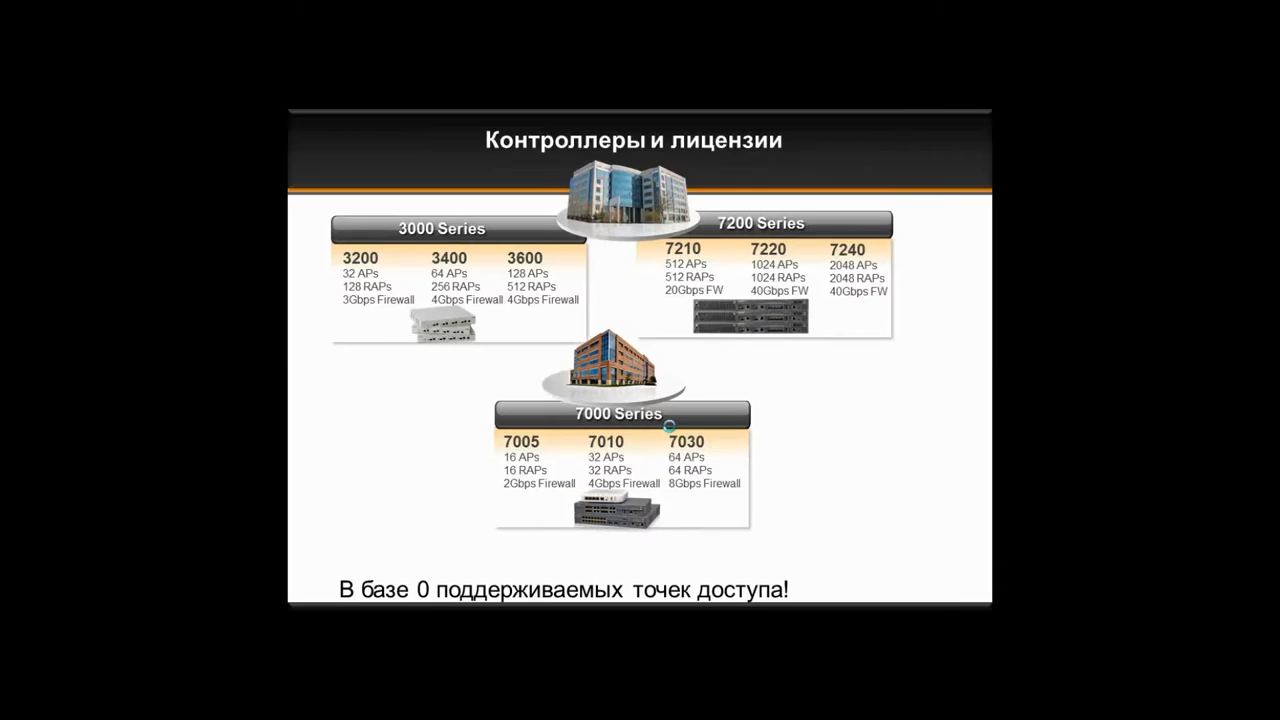 Контроллеры и лицензии
3000 Series
3200 3400 3600
32 APs 64 APs 128 APs
128 RAPs 256 RAPs 512 RAPs
3Gbps Firewall 4Gbps Firewall 4Gbps Firewall
7200 Series
7210 7220 7240
512 APs 1024 APs 2048 APs
512 RAPs 1024 RAPs 2048 RAPs
20Gbps FW 40Gbps FW 40Gbps FW
7000 Series
7005 7010 7030
16 APs 32 APs 64 APs
16 RAPs 32 RAPs 64 RAPs
2Gbps Firewall 4Gbps Firewall 8Gbps Firewall
В базе 0 поддерживаемых точек доступа!